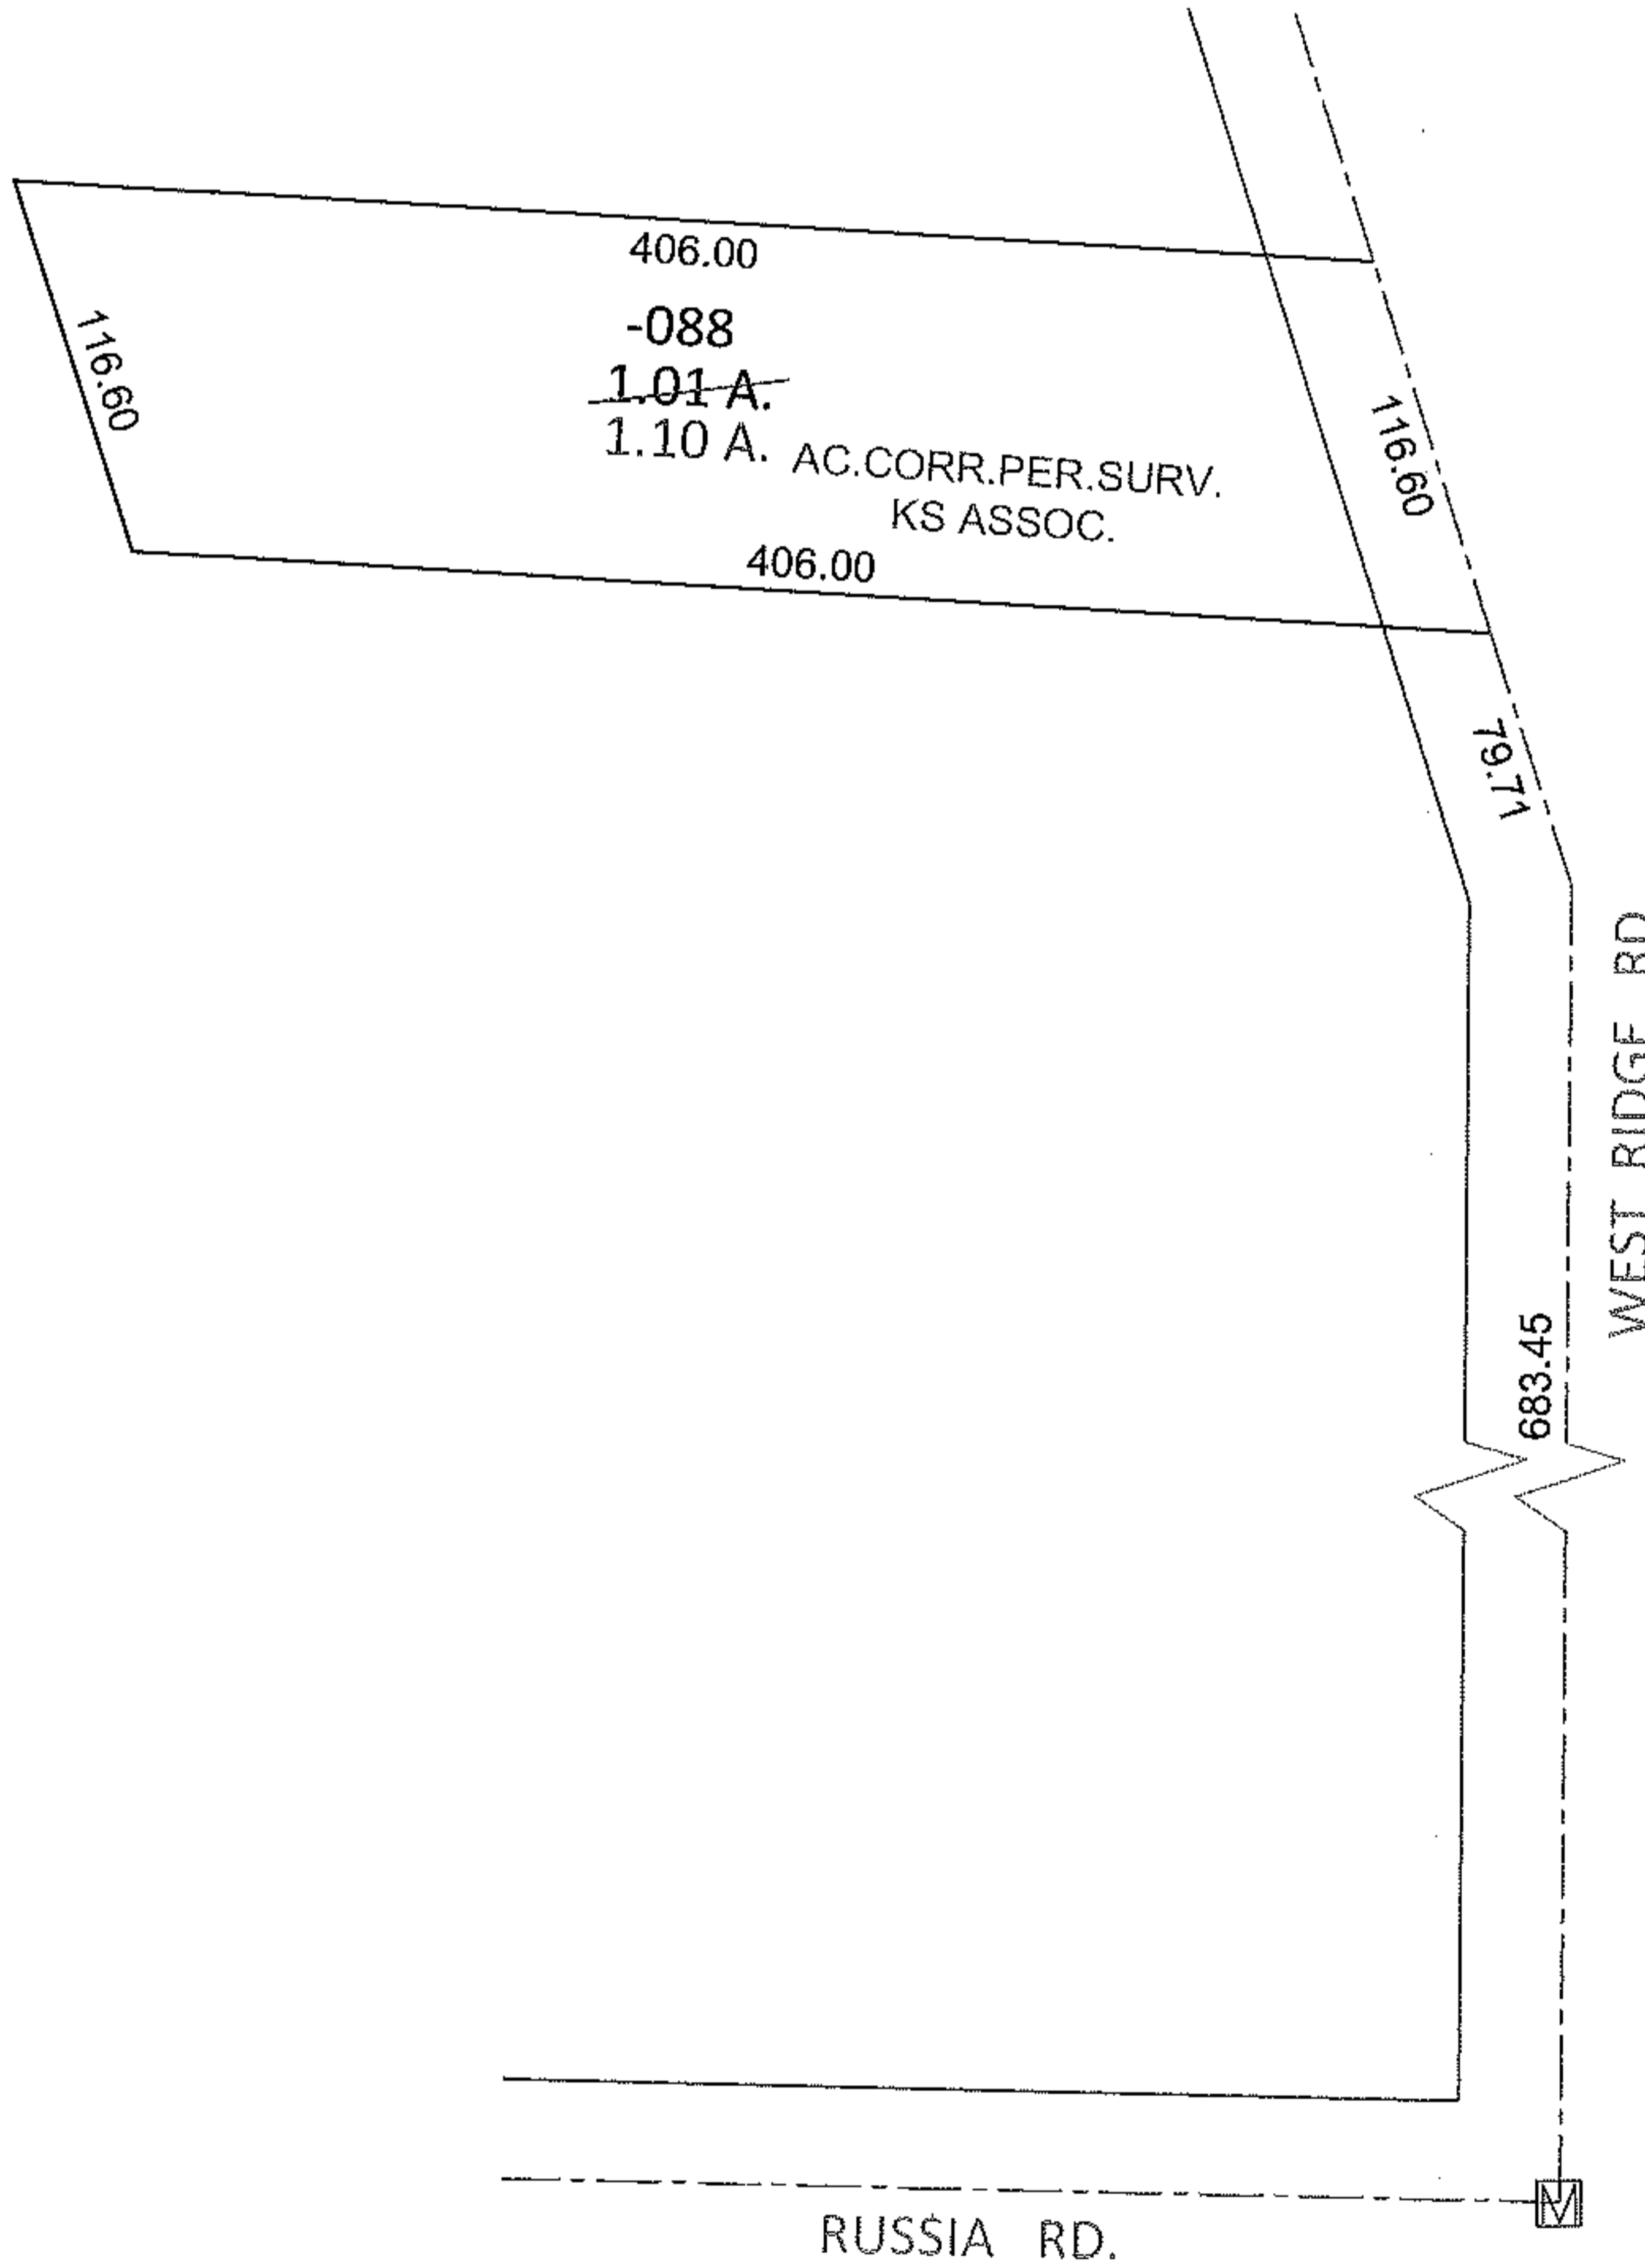 406.00
-088
116.60
1.01 A.
1.10 A.
AC.CORR.PER.SURV.
KS ASSOC.
116.60
406.00
79.71
WEST RIDGE RD
683.45
M
RUSSIA RD.